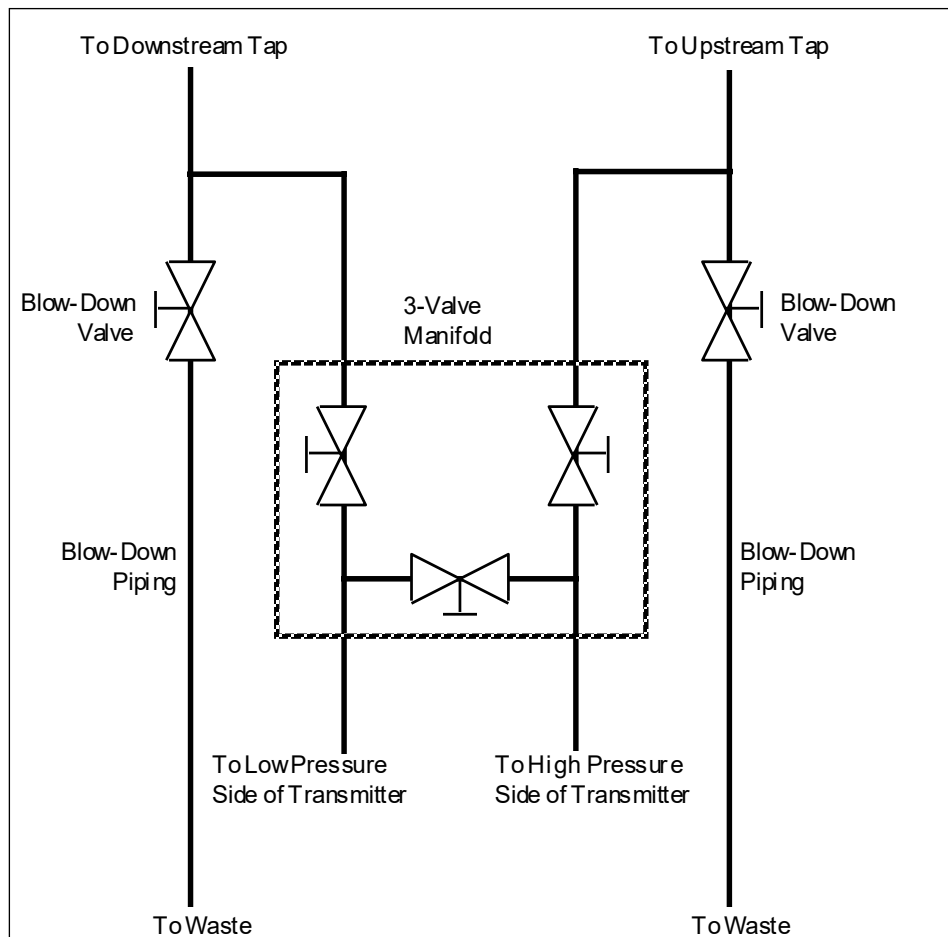 To Downstream Tap
To Upstream Tap
Blow-Down
Valve
3-Valve
Manifold
Blow-Down
Valve
Blow-Down
Piping
Blow-Down
Piping
To Low Pressure
Side of Transmitter
To High Pressure
Side of Transmitter
To Waste
To Waste